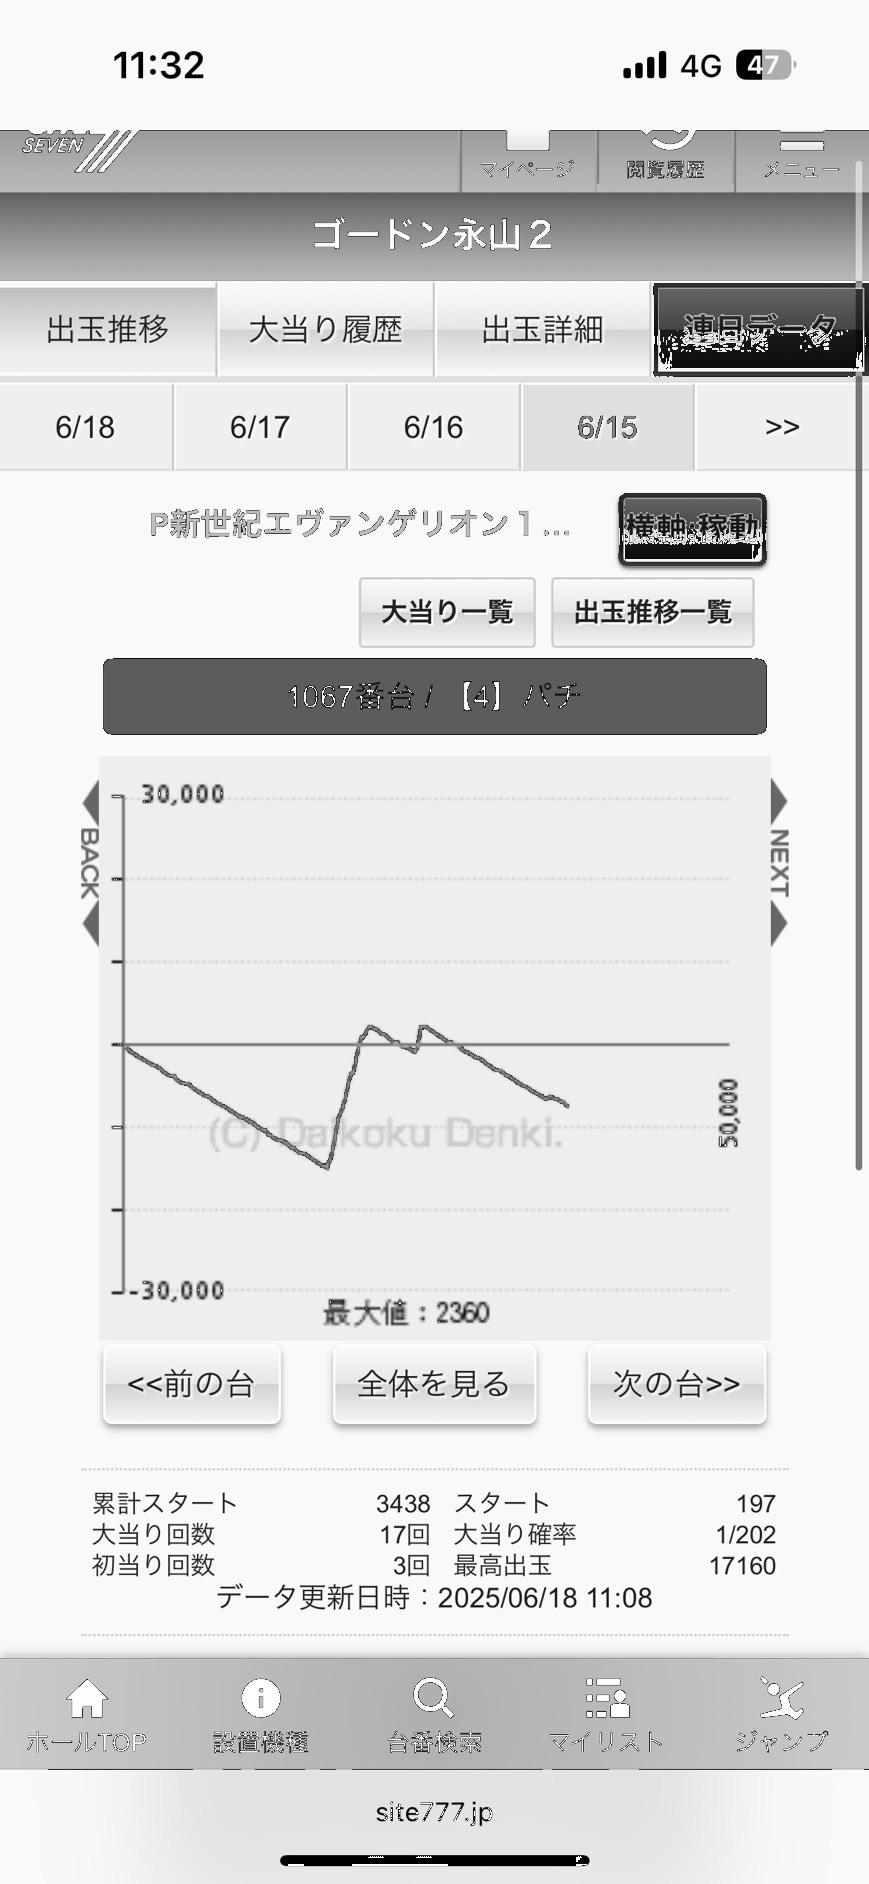 11:32 4G 47
SEVEN
マイページ 閲覧履歴 メニュー
ゴードン永山２
出玉推移 大当り履歴 出玉詳細 連日データ
6/18 6/17 6/16 6/15 >>
P新世紀エヴァンゲリオン１... 横軸:稼動
大当り一覧 出玉推移一覧
1067番台 / 【4】 パチ
30,000
BACK
NEXT
50,000
(C) Daikoku Denki.
-30,000
最大値：2360
<<前の台 全体を見る 次の台>>
累計スタート 3438 スタート 197
大当り回数 17回 大当り確率 1/202
初当り回数 3回 最高出玉 17160
データ更新日時：2025/06/18 11:08
ホールTOP 設置機種 台番検索 マイリスト ジャンプ
site777.jp